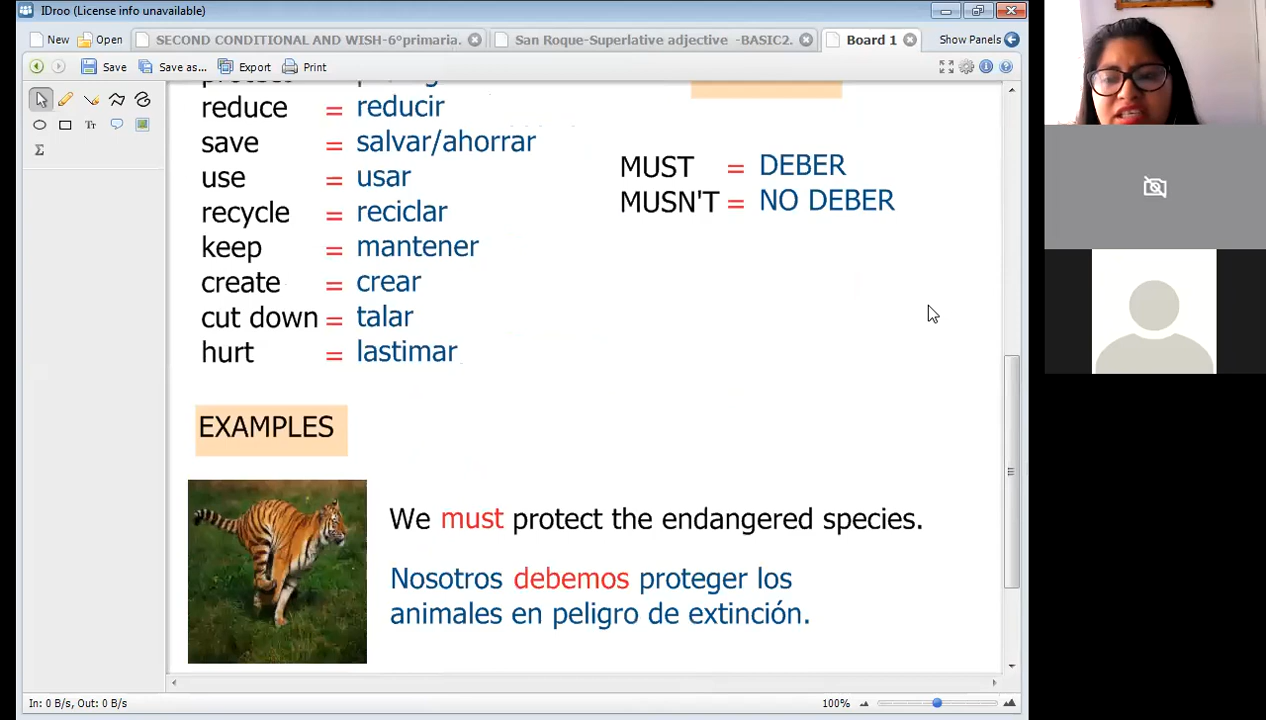 IDroo (License info unavailable)
New Open SECOND CONDITIONAL AND WISH-6°primaria. San Roque-Superlative adjective -BASIC2. Board 1 Show Panels
Save Save as... Export Print
reduce = reducir
save = salvar/ahorrar
use = usar
recycle = reciclar
keep = mantener
create = crear
cut down = talar
hurt = lastimar
MUST = DEBER
MUSN'T = NO DEBER
EXAMPLES
We must protect the endangered species.
Nosotros debemos proteger los
animales en peligro de extinción.
In: 0 B/s, Out: 0 B/s 100%